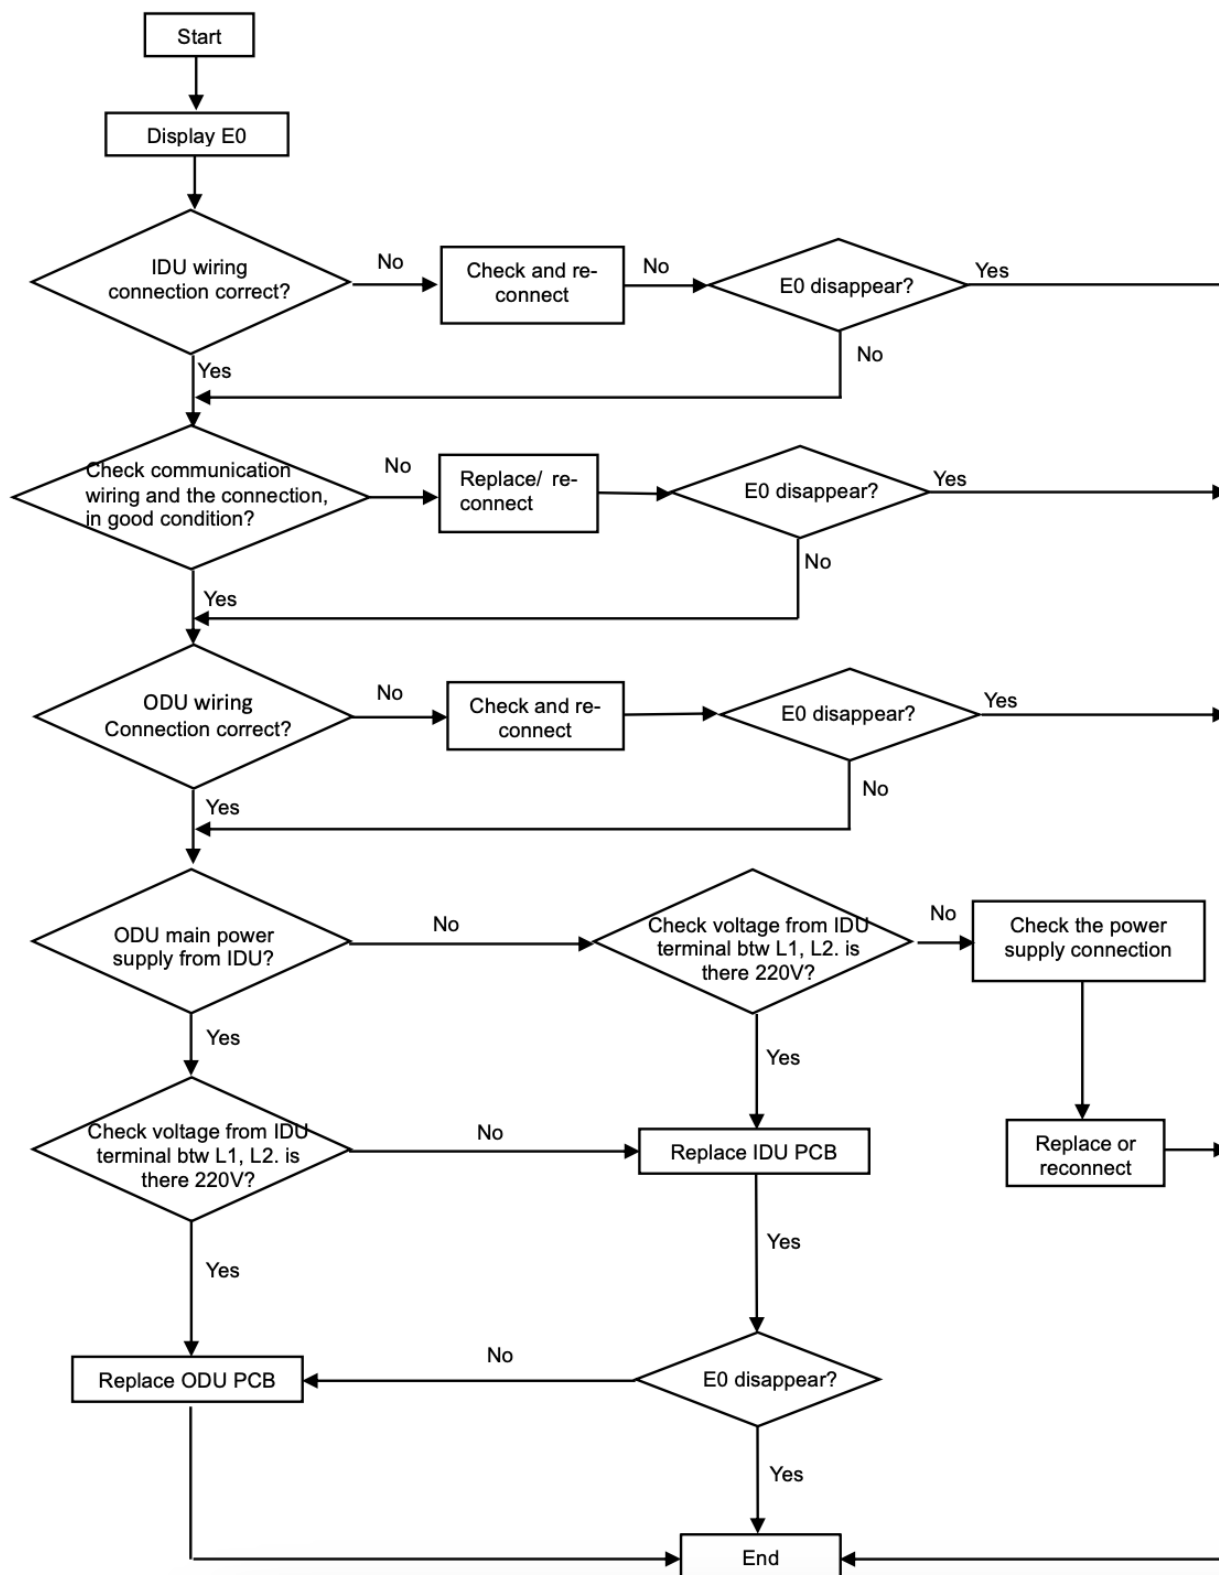 Start
Display E0
IDU wiring
connection correct?
No
Check and re-
connect
No
E0 disappear?
Yes
No
Yes
Check communication
wiring and the connection,
in good condition?
No
Replace/ re-
connect
E0 disappear?
Yes
No
Yes
ODU wiring
Connection correct?
No
Check and re-
connect
E0 disappear?
Yes
No
Yes
ODU main power
supply from IDU?
No
Check voltage from IDU
terminal btw L1, L2. is
there 220V?
No
Check the power
supply connection
Yes
Yes
Check voltage from IDU
terminal btw L1, L2. is
there 220V?
No
Replace IDU PCB
Replace or
reconnect
Yes
Yes
Replace ODU PCB
No
E0 disappear?
Yes
End